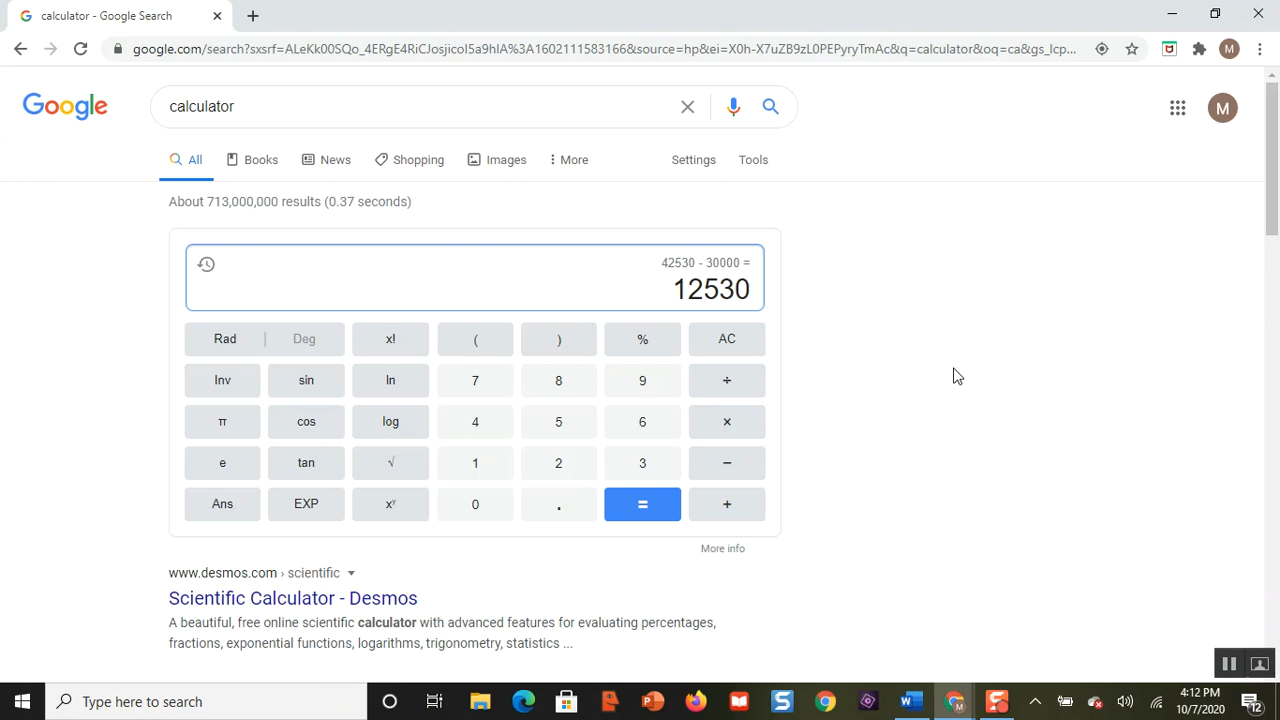 calculator - Google Search
google.com/search?sxsrf=ALeKk00SQo_4ERgE4RiCJosjicoI5a9hIA%3A1602111583166&source=hp&ei=X0h-X7uZB9zL0PEPyryTmAc&q=calculator&oq=ca&gs_lcp...
M
Google
calculator
M
All
Books
News
Shopping
Images
More
Settings
Tools
About 713,000,000 results (0.37 seconds)
42530 - 30000 =
12530
Rad | Deg x! ( ) % AC
Inv sin ln 7 8 9 ÷
π cos log 4 5 6 ×
e tan √ 1 2 3 −
Ans EXP xʸ 0 . = +
More info
www.desmos.com › scientific
Scientific Calculator - Desmos
A beautiful, free online scientific calculator with advanced features for evaluating percentages,
fractions, exponential functions, logarithms, trigonometry, statistics ...
Type here to search
4:12 PM
10/7/2020
12